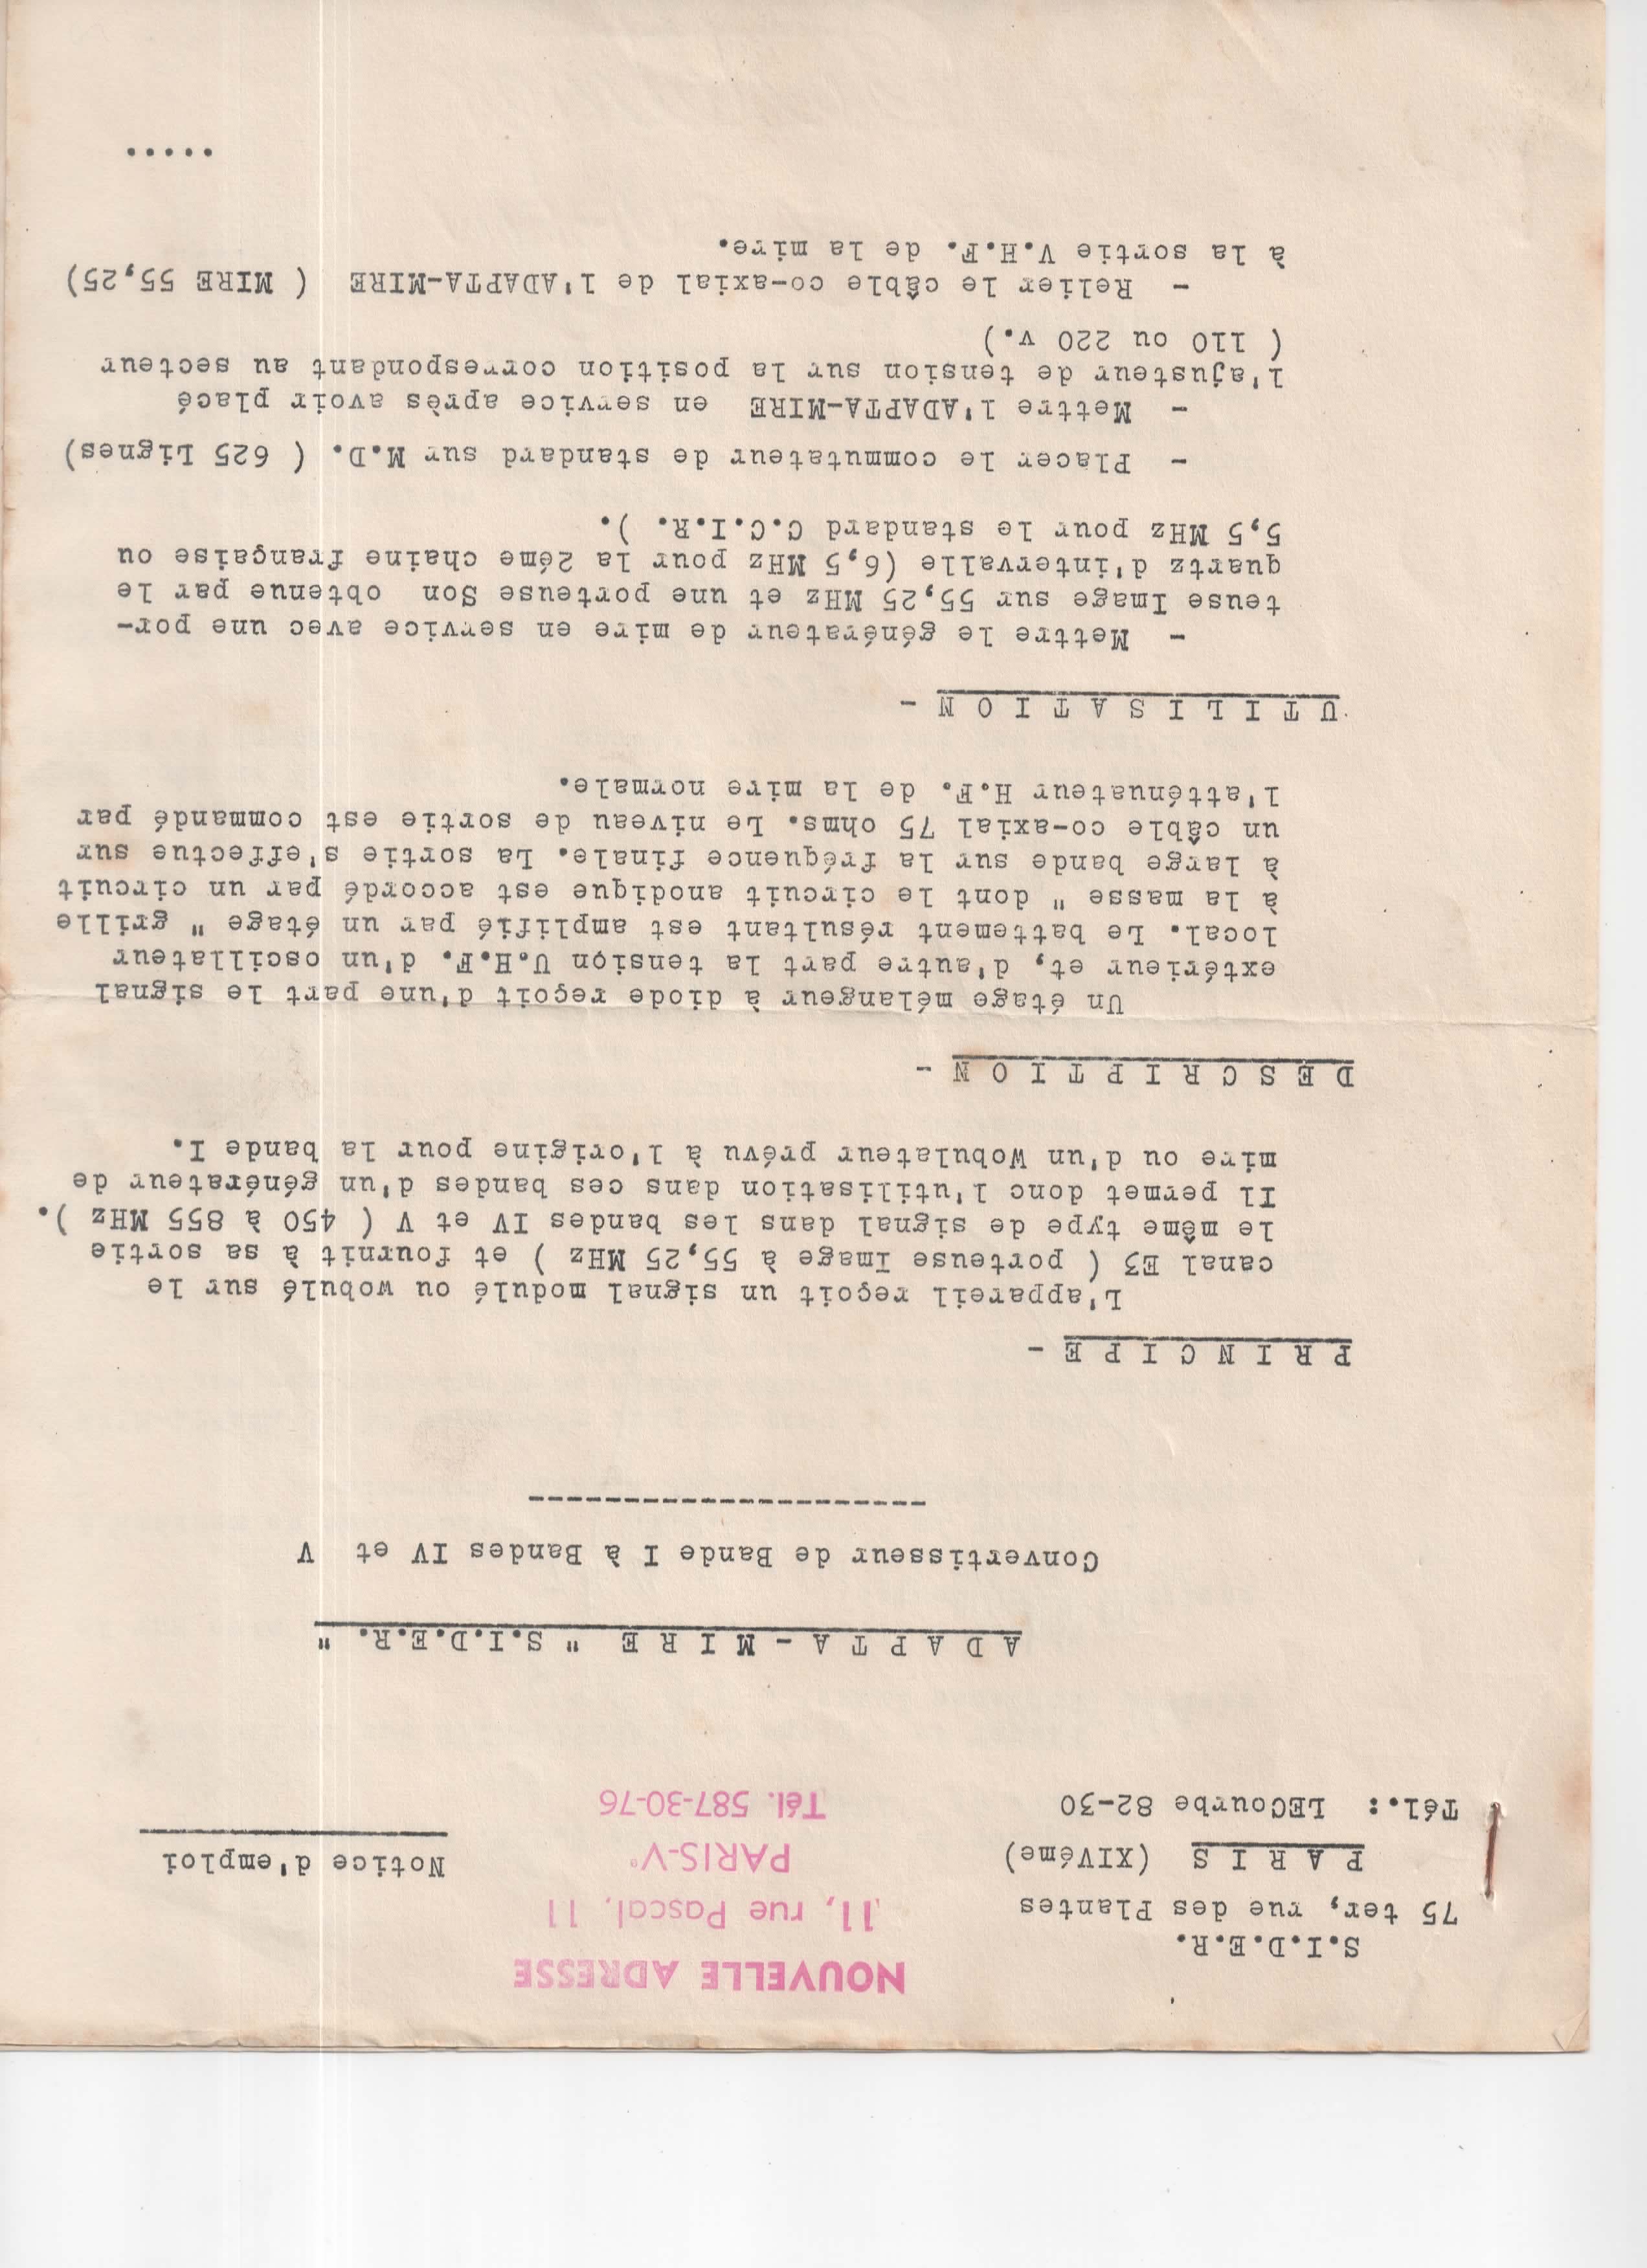 S.I.D.E.R.
75 ter, rue des Plantes
P A R I S (XIVéme)
Tél.: LECourbe 82-30
NOUVELLE ADRESSE
11, rue Pascal, 11
PARIS-Vᵉ
Tél. 587-30-76
Notice d'emploi
A D A P T A - M I R E " S.I.D.E.R. "
Convertisseur de Bande I à Bandes IV et V
------------------------
P R I N C I P E -
L'appareil reçoit un signal modulé ou wobulé sur le
canal E3 ( porteuse Image à 55,25 MHz ) et fournit à sa sortie
le même type de signal dans les bandes IV et V ( 450 à 855 MHz ).
Il permet donc l'utilisation dans ces bandes d'un générateur de
mire ou d'un Wobulateur prévu à l'origine pour la bande I.
D E S C R I P T I O N -
Un étage mélangeur à diode reçoit d'une part le signal
extérieur et, d'autre part la tension U.H.F. d'un oscillateur
local. Le battement résultant est amplifié par un étage " grille
à la masse " dont le circuit anodique est accordé par un circuit
à large bande sur la fréquence finale. La sortie s'effectue sur
un câble co-axial 75 ohms. Le niveau de sortie est commandé par
l'atténuateur H.F. de la mire normale.
U T I L I S A T I O N -
- Mettre le générateur de mire en service avec une por-
teuse Image sur 55,25 MHz et une porteuse Son obtenue par le
quartz d'intervalle (6,5 MHz pour la 2éme chaine française ou
5,5 MHz pour le standard C.C.I.R. ).
- Placer le commutateur de standard sur M.D. ( 625 Lignes)
- Mettre l'ADAPTA-MIRE en service après avoir placé
l'ajusteur de tension sur la position correspondant au secteur
( 110 ou 220 v.)
- Relier le câble co-axial de l'ADAPTA-MIRE ( MIRE 55,25)
à la sortie V.H.F. de la mire.
.....